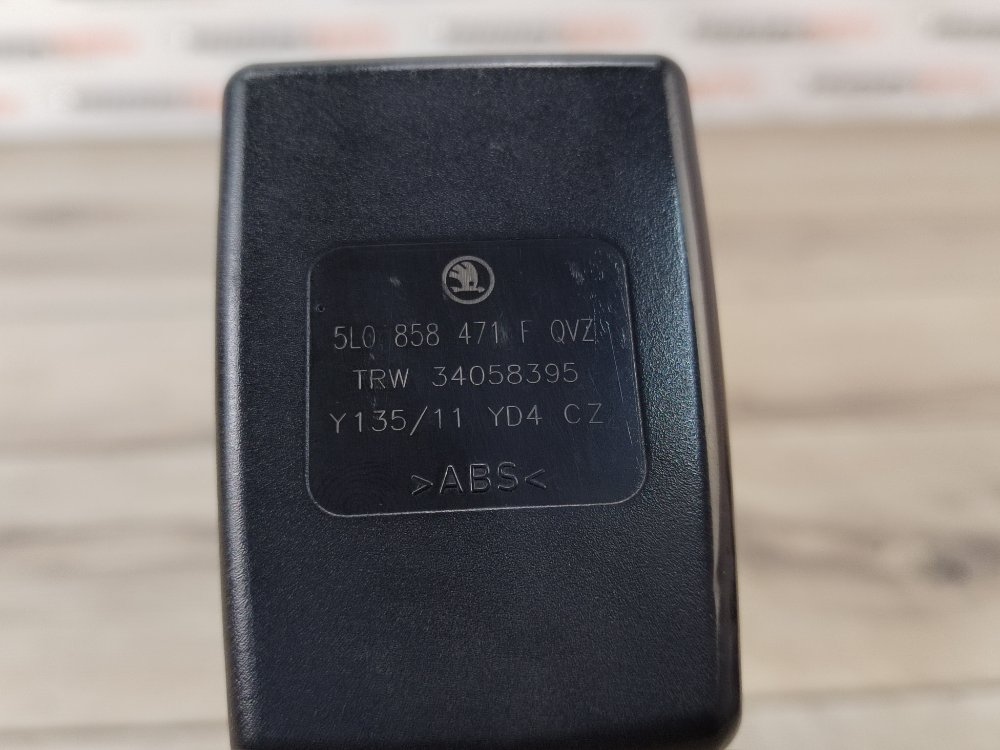 5L0 858 471 F QVZ
TRW 34058395
Y135/11 YD4 CZ
>ABS<